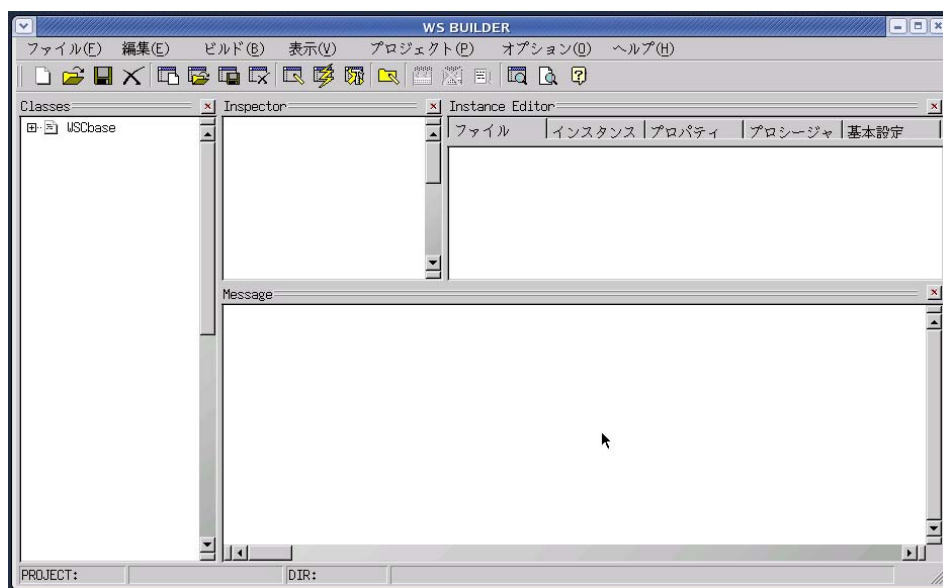 WS BUILDER
ファイル(F) 編集(E) ビルド(B) 表示(V) プロジェクト(P) オプション(O) ヘルプ(H)
Classes
Inspector
Instance Editor
WSCbase
ファイル インスタンス プロパティ プロシージャ 基本設定
Message
PROJECT: DIR: